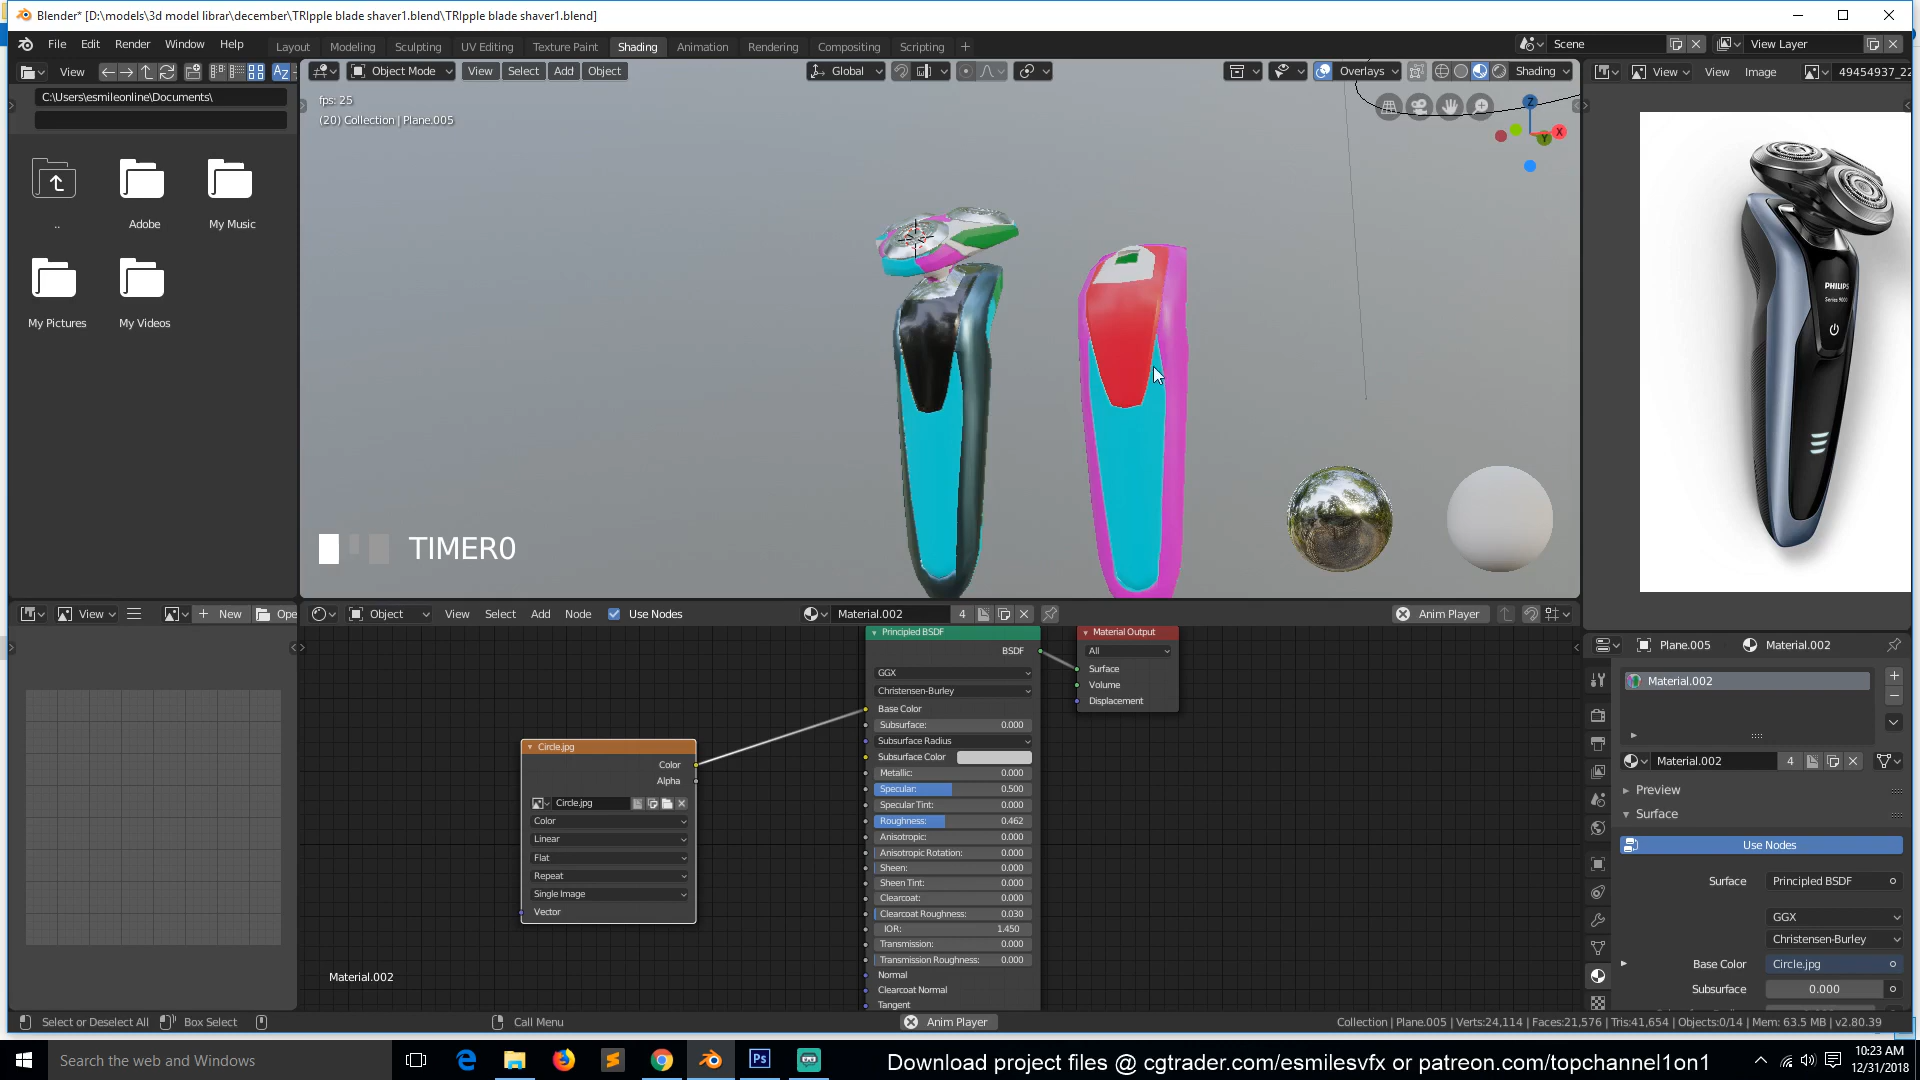 Blender* [D:\models\3d model librar\december\TRIpple blade shaver1.blend\TRIpple blade shaver1.blend]
File Edit Render Window Help
Layout Modeling Sculpting UV Editing Texture Paint Shading Animation Rendering Compositing Scripting +
Scene
View Layer
View
Object Mode View Select Add Object
Global
Overlays
Shading
View View Image
49454937_22
C:\Users\esmileonline\Documents\
..
Adobe
My Music
My Pictures
My Videos
fps: 25
(20) Collection | Plane.005
Z
X
Y
PHILIPS
Series 9000
TIMER0
View
New
Ope
Object View Select Add Node Use Nodes
Material.002 4
Anim Player
Principled BSDF
BSDF
GGX
Christensen-Burley
Base Color
Subsurface: 0.000
Subsurface Radius
Subsurface Color
Metallic: 0.000
Specular: 0.500
Specular Tint: 0.000
Roughness: 0.462
Anisotropic: 0.000
Anisotropic Rotation: 0.000
Sheen: 0.000
Sheen Tint: 0.000
Clearcoat: 0.000
Clearcoat Roughness: 0.030
IOR: 1.450
Transmission: 0.000
Transmission Roughness: 0.000
Normal
Clearcoat Normal
Tangent
Material Output
All
Surface
Volume
Displacement
Circle.jpg
Color
Alpha
Circle.jpg
Color
Linear
Flat
Repeat
Single Image
Vector
Material.002
Plane.005 Material.002
Material.002
Material.002 4
Preview
Surface
Use Nodes
Surface Principled BSDF
GGX
Christensen-Burley
Base Color Circle.jpg
Subsurface 0.000
Select or Deselect All Box Select Call Menu
Anim Player
Collection | Plane.005 | Verts:24,114 | Faces:21,576 | Tris:41,654 | Objects:0/14 | Mem: 63.5 MB | v2.80.39
Search the web and Windows
Download project files @ cgtrader.com/esmilesvfx or patreon.com/topchannel1on1
10:23 AM
12/31/2018